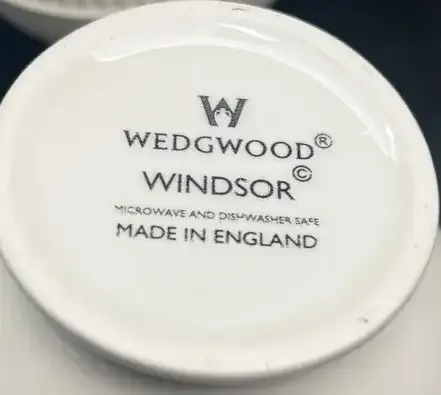 W
WEDGWOOD®
WINDSOR©
MICROWAVE AND DISHWASHER SAFE
MADE IN ENGLAND